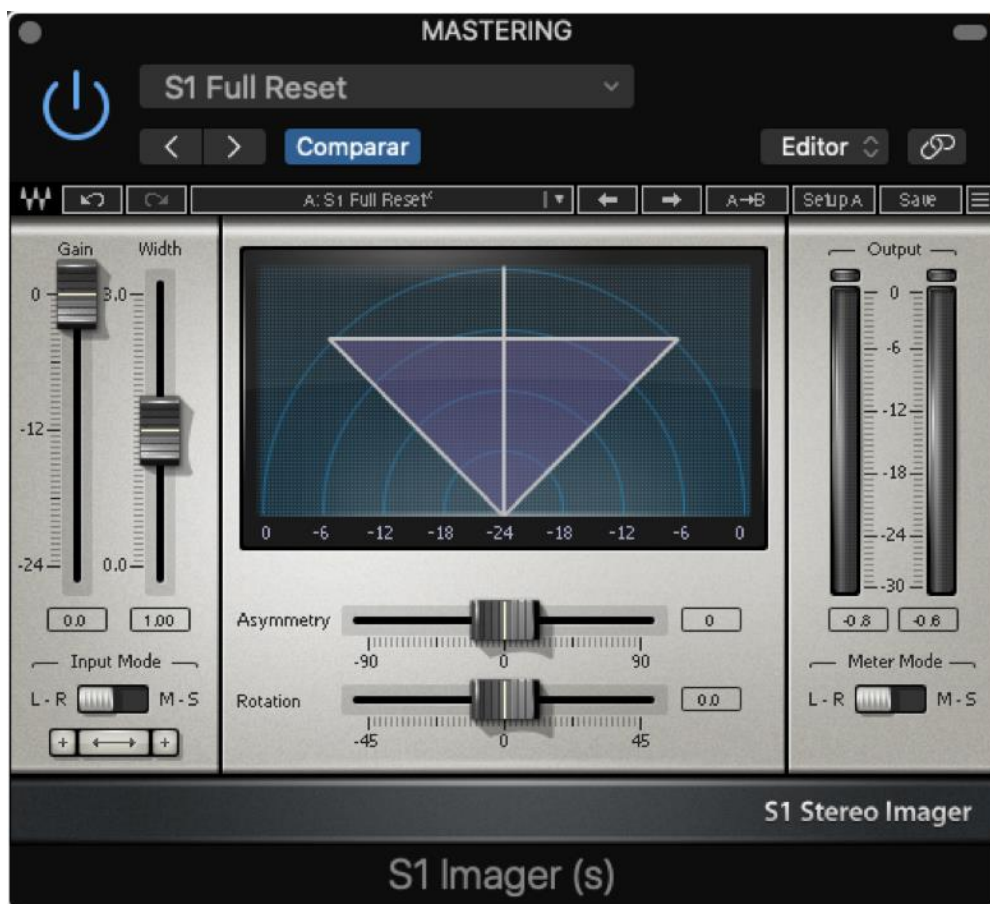 MASTERING
S1 Full Reset
Comparar
Editor
A: S1 Full Reset* A→B Setup A Save
Gain Width
0 3.0
-12
-24 0.0
0.0 1.00
Input Mode
L - R M - S
+ +
0 -6 -12 -18 -24 -18 -12 -6 0
Asymmetry 0
-90 0 90
Rotation 0.0
-45 0 45
Output
0
-6
-12
-18
-24
-30
-0.8 -0.6
Meter Mode
L - R M - S
S1 Stereo Imager
S1 Imager (s)